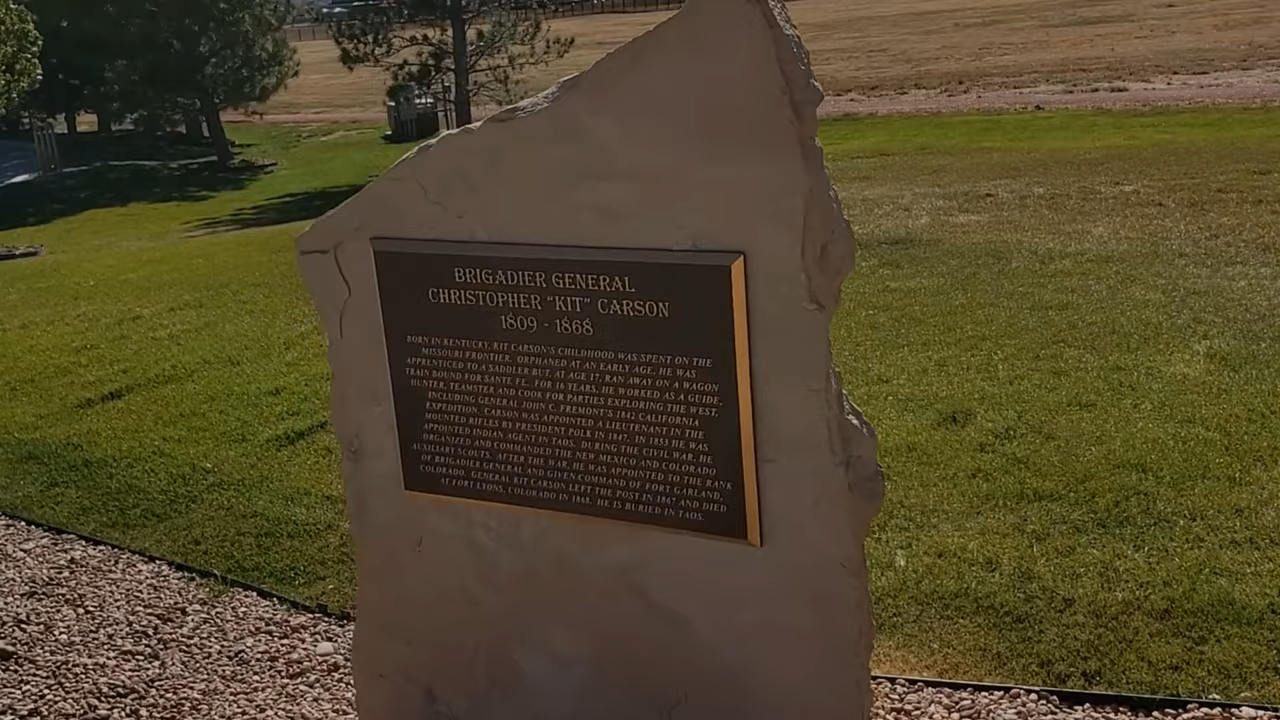 BRIGADIER GENERAL
CHRISTOPHER "KIT" CARSON
1809 - 1868
BORN IN KENTUCKY, KIT CARSON'S CHILDHOOD WAS SPENT ON THE
MISSOURI FRONTIER. ORPHANED AT AN EARLY AGE, HE WAS
APPRENTICED TO A SADDLER BUT, AT AGE 17, RAN AWAY ON A WAGON
TRAIN BOUND FOR SANTE FE. FOR 16 YEARS, HE WORKED AS A GUIDE,
HUNTER, TEAMSTER AND COOK FOR PARTIES EXPLORING THE WEST,
INCLUDING GENERAL JOHN C. FREMONT'S 1842 CALIFORNIA
EXPEDITION. CARSON WAS APPOINTED A LIEUTENANT IN THE
MOUNTED RIFLES BY PRESIDENT POLK IN 1847. IN 1853 HE WAS
APPOINTED INDIAN AGENT IN TAOS. DURING THE CIVIL WAR, HE
ORGANIZED AND COMMANDED THE NEW MEXICO AND COLORADO
AUXILIARY SCOUTS. AFTER THE WAR, HE WAS APPOINTED TO THE RANK
OF BRIGADIER GENERAL AND GIVEN COMMAND OF FORT GARLAND,
COLORADO. GENERAL KIT CARSON LEFT THE POST IN 1867 AND DIED
AT FORT LYONS, COLORADO IN 1868. HE IS BURIED IN TAOS.